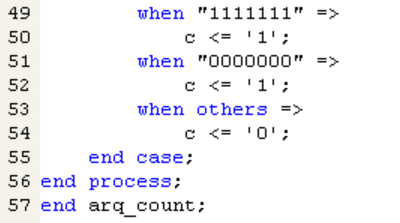 49 when "1111111" =>
50 c <= '1';
51 when "0000000" =>
52 c <= '1';
53 when others =>
54 c <= '0';
55 end case;
56 end process;
57 end arq_count;